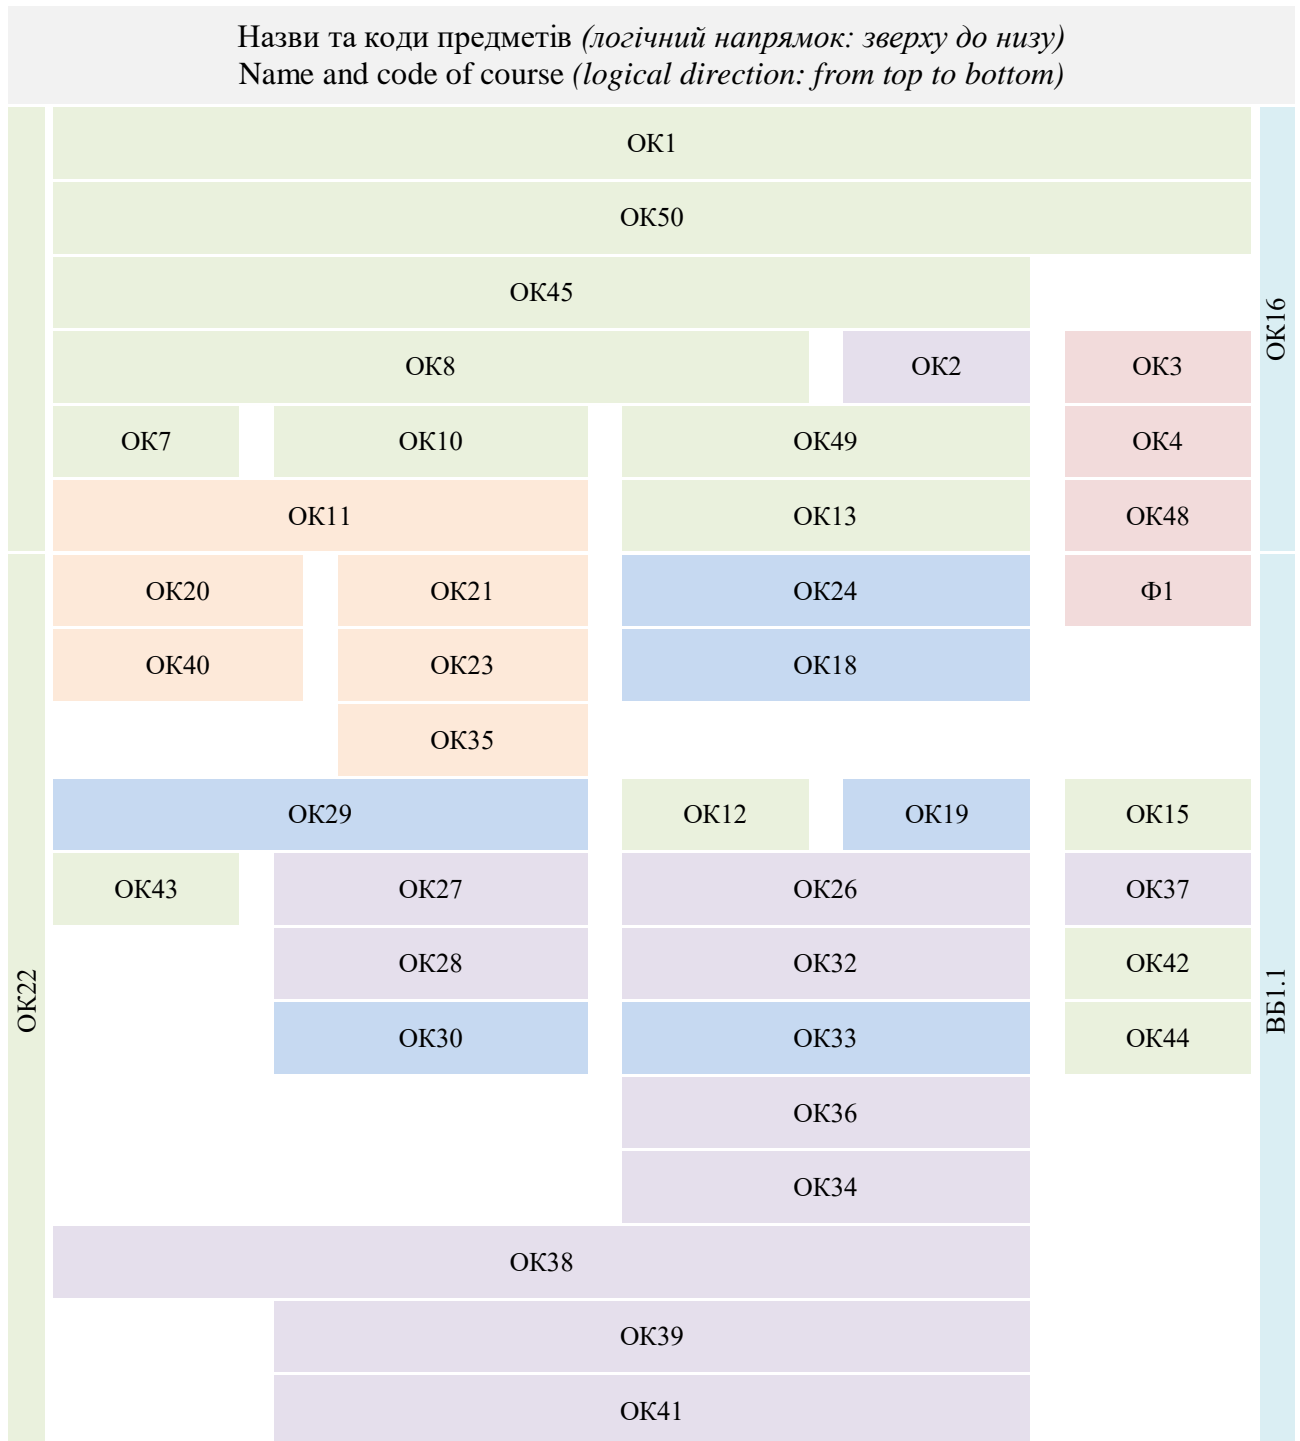 Назви та коди предметів (логічний напрямок: зверху до низу)
Name and code of course (logical direction: from top to bottom)
ОК1
ОК50
ОК45
ОК16
ОК8 ОК2 ОК3
ОК7 ОК10 ОК49 ОК4
ОК11 ОК13 ОК48
ОК20 ОК21 ОК24 Ф1
ОК40 ОК23 ОК18
ОК35
ОК29 ОК12 ОК19 ОК15
ОК43 ОК27 ОК26 ОК37
ОК28 ОК32 ОК42
ОК22
ВБ1.1
ОК30 ОК33 ОК44
ОК36
ОК34
ОК38
ОК39
ОК41